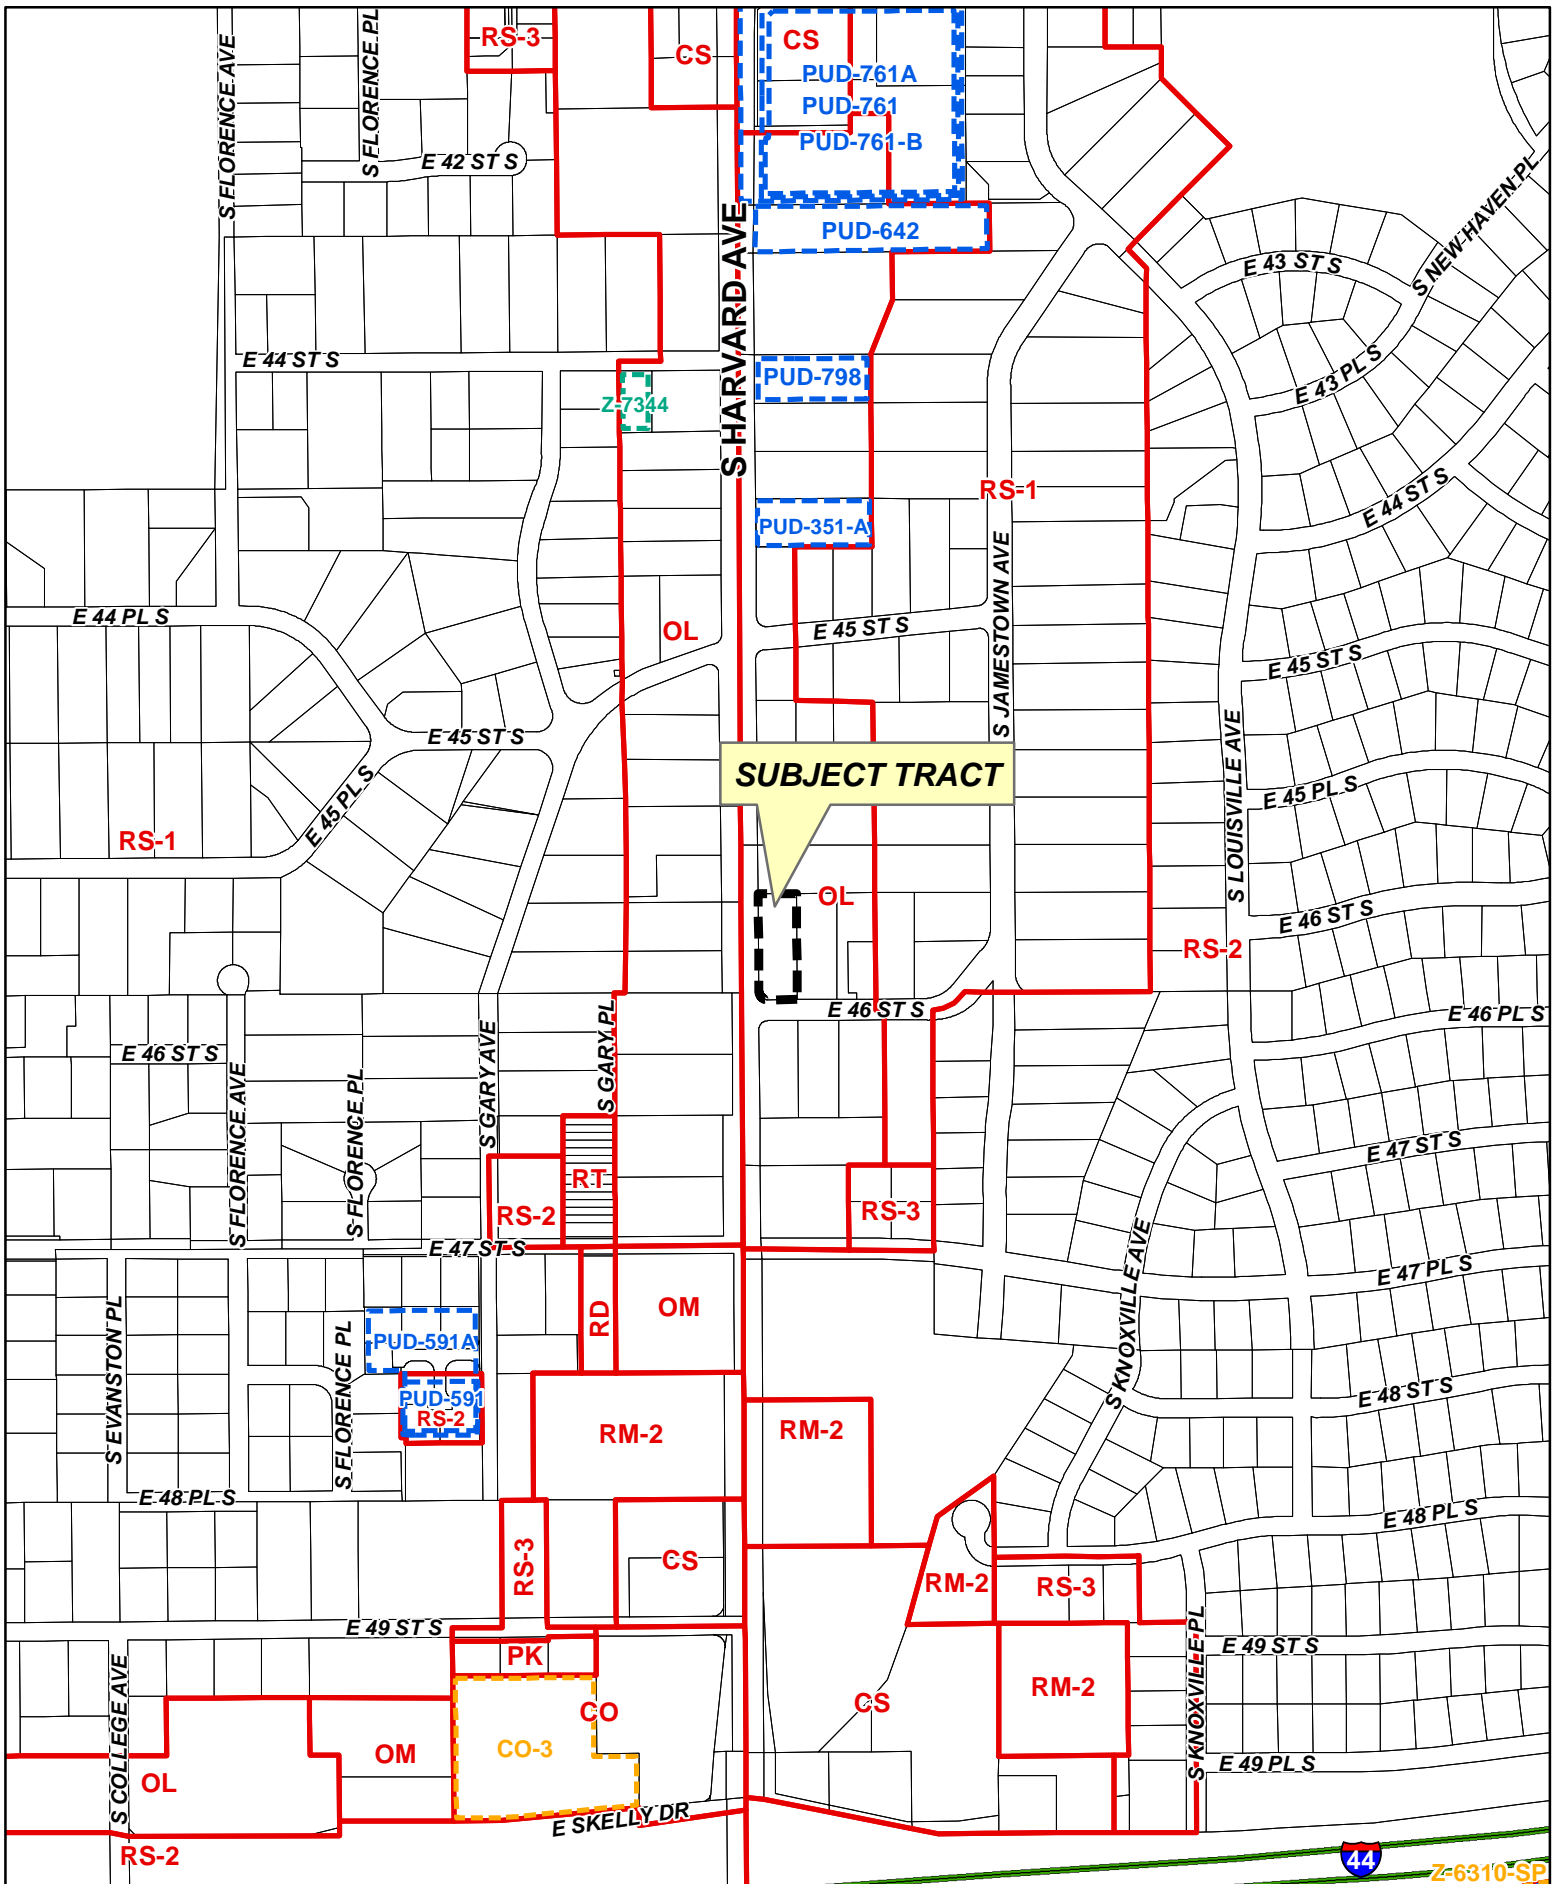 RS-3
CS
CS
PUD-761A
PUD-761
PUD-761-B
S FLORENCE AVE
S FLORENCE PL
E 42 ST S
S HARVARD AVE
PUD-642
E 43 ST S
S NEW HAVEN PL
E 44 ST S
PUD-798
E 43 PL S
Z-7344
RS-1
E 44 ST S
PUD-351-A
S JAMESTOWN AVE
E 44 PL S
OL
E 45 ST S
E 45 ST S
E 45 ST S
S LOUISVILLE AVE
SUBJECT TRACT
E 45 PL S
E 45 PL S
RS-1
OL
E 46 ST S
RS-2
E 46 ST S
E 46 PL S
S GARY PL
S GARY AVE
E 46 ST S
S FLORENCE AVE
S FLORENCE PL
E 47 ST S
RT
RS-2
RS-3
E 47 ST S
S KNOXVILLE AVE
E 47 PL S
S EVANSTON PL
S FLORENCE PL
RD
OM
PUD-591A
PUD-591
RS-2
E 48 ST S
RM-2
RM-2
E 48 PL S
E 48 PL S
RS-3
CS
RM-2
RS-3
E 49 ST S
S KNOXVILLE PL
E 49 ST S
PK
S COLLEGE AVE
RM-2
CS
CO
CO-3
OM
OL
E 49 PL S
E SKELLY DR
RS-2
44
Z-6310-SP